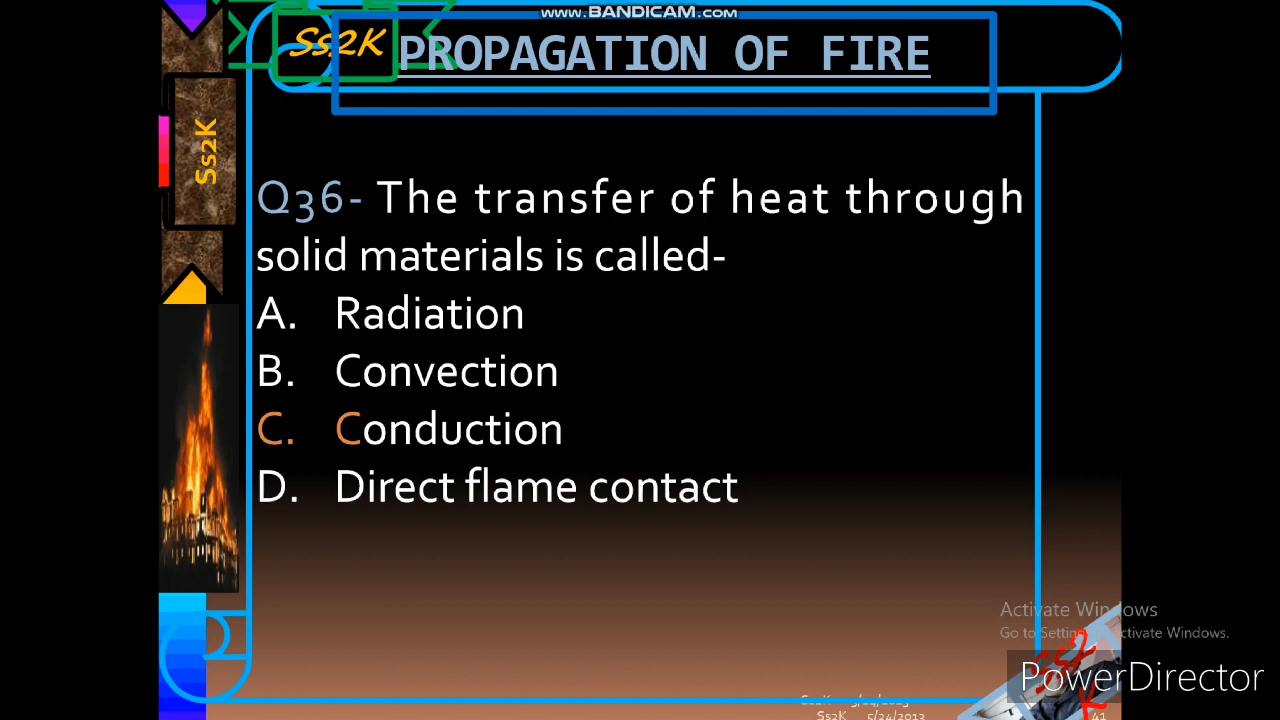 www.BANDICAM.com
Ss2K
PROPAGATION OF FIRE
Ss2K
Q36- The transfer of heat through
solid materials is called-
A. Radiation
B. Convection
C. Conduction
D. Direct flame contact
Activate Windows
Go to Settings to activate Windows.
PowerDirector
Ss2K 5/24/2013
41